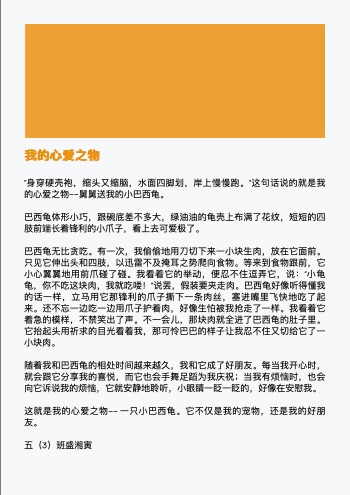 我的心爱之物
"身穿硬壳袍，缩头又缩脑，水面四脚划，岸上慢慢跑。"这句话说的就是我
的心爱之物——舅舅送我的小巴西龟。
巴西龟体形小巧，跟碗底差不多大，绿油油的龟壳上布满了花纹，短短的四
肢前端长着锋利的小爪子，看上去可爱极了。
巴西龟无比贪吃。有一次，我偷偷地用刀切下来一小块生肉，放在它面前。
只见它伸出头和四肢，以迅雷不及掩耳之势爬向食物。等来到食物跟前，它
小心翼翼地用前爪碰了碰。我看着它的举动，便忍不住逗弄它，说："小龟
龟，你不吃这块肉，我就吃喽！"说罢，假装要夹走肉。巴西龟好像听得懂我
的话一样，立马用它那锋利的爪子撕下一条肉丝，塞进嘴里飞快地吃了起
来。还不忘一边吃一边用爪子护着肉，好像生怕被我抢走了一样。我看着它
着急的模样，不禁笑出了声。不一会儿，那块肉就全进了巴西龟的肚子里。
它抬起头用祈求的目光看着我，那可怜巴巴的样子让我忍不住又切给它了一
小块肉。
随着我和巴西龟的相处时间越来越久，我和它成了好朋友。每当我开心时，
就会跟它分享我的喜悦，而它也会手舞足蹈为我庆祝；当我有烦恼时，也会
向它诉说我的烦恼，它就安静地聆听，小眼睛一眨一眨的，好像在安慰我。
这就是我的心爱之物——一只小巴西龟。它不仅是我的宠物，还是我的好朋
友。
五（3）班盛湘寅